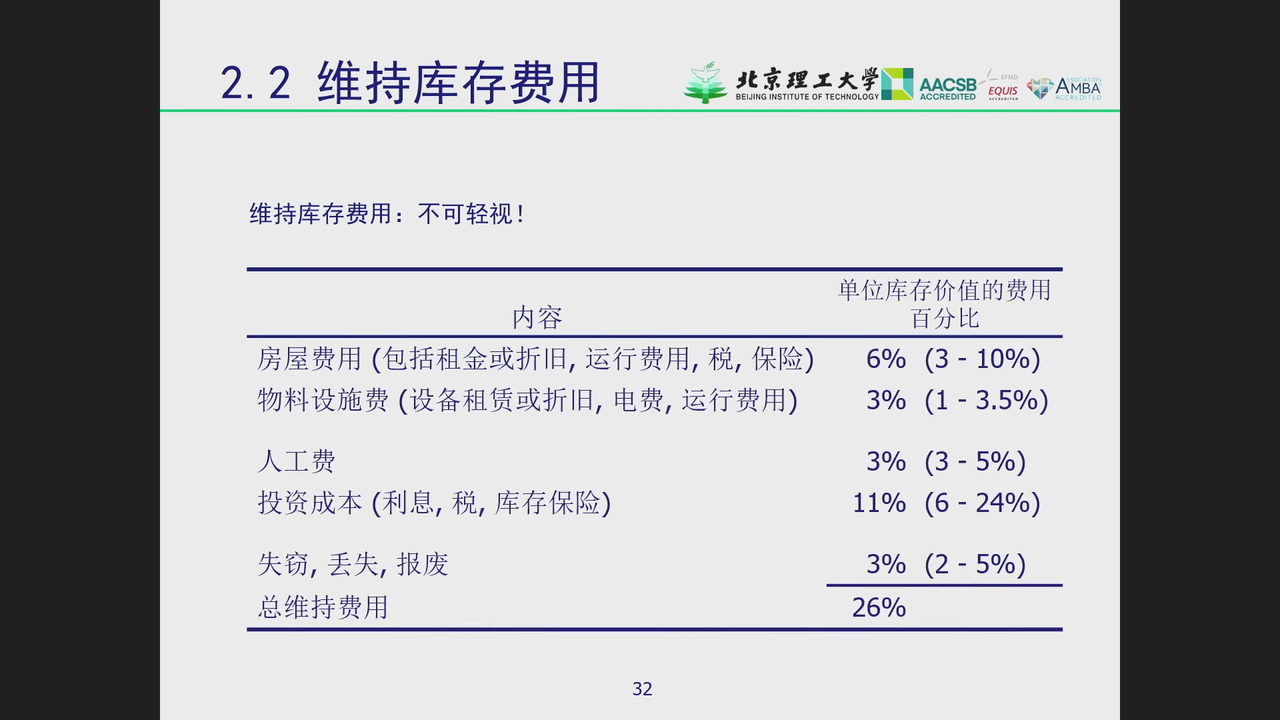 2.2 维持库存费用
北京理工大學
BEIJING INSTITUTE OF TECHNOLOGY
AACSB
ACCREDITED
EFMD
EQUIS
ACCREDITED
ASSOCIATION
AMBA
ACCREDITED
维持库存费用：不可轻视！
内容
单位库存价值的费用
百分比
房屋费用 (包括租金或折旧, 运行费用, 税, 保险) 6% (3 - 10%)
物料设施费 (设备租赁或折旧, 电费, 运行费用) 3% (1 - 3.5%)
人工费 3% (3 - 5%)
投资成本 (利息, 税, 库存保险) 11% (6 - 24%)
失窃, 丢失, 报废 3% (2 - 5%)
总维持费用 26%
32